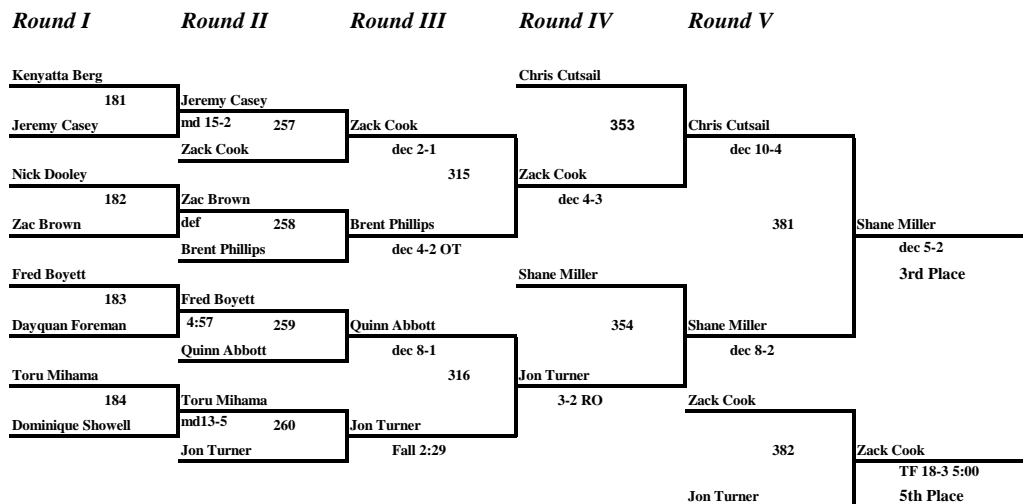 Round I Round II Round III Round IV Round V
Kenyatta Berg
181
Jeremy Casey
Nick Dooley
182
Zac Brown
Fred Boyett
183
Dayquan Foreman
Toru Mihama
184
Dominique Showell
Jeremy Casey
md 15-2
257
Zack Cook
Zac Brown
def
258
Brent Phillips
Fred Boyett
4:57
259
Quinn Abbott
Toru Mihama
md13-5
260
Jon Turner
Zack Cook
dec 2-1
315
Brent Phillips
dec 4-2 OT
Quinn Abbott
dec 8-1
316
Jon Turner
Fall 2:29
Chris Cutsail
353
Zack Cook
dec 4-3
Shane Miller
354
Jon Turner
3-2 RO
Chris Cutsail
dec 10-4
381
Shane Miller
dec 8-2
Zack Cook
382
Jon Turner
Shane Miller
dec 5-2
3rd Place
Zack Cook
TF 18-3 5:00
5th Place